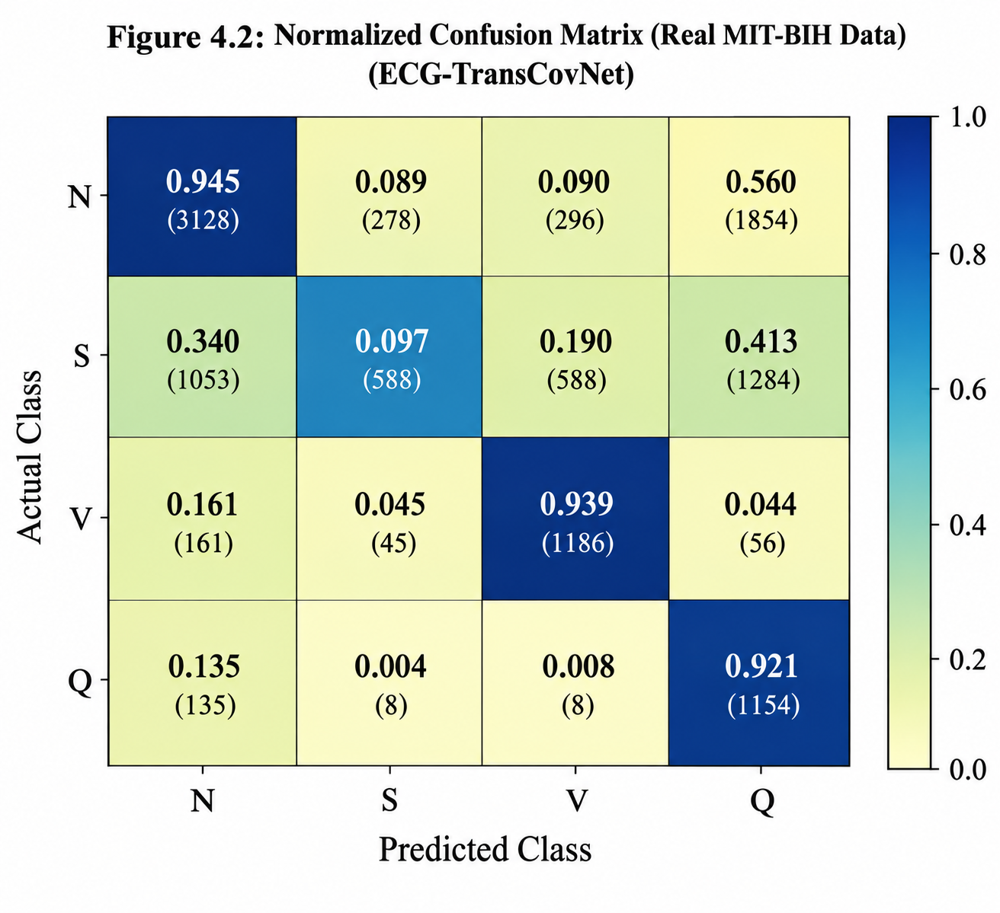 Figure 4.2: Normalized Confusion Matrix (Real MIT-BIH Data)
(ECG-TransCovNet)
1.0
0.8
0.6
0.4
0.2
0.0
Actual Class
N
0.945 0.089 0.090 0.560
(3128) (278) (296) (1854)
S
0.340 0.097 0.190 0.413
(1053) (588) (588) (1284)
V
0.161 0.045 0.939 0.044
(161) (45) (1186) (56)
Q
0.135 0.004 0.008 0.921
(135) (8) (8) (1154)
N S V Q
Predicted Class